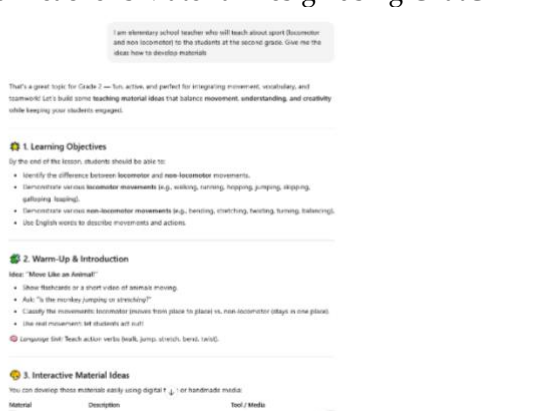 I am elementory school teacher who will teach about sport (locomotor
and non locomotor) to the students at the second grade. Give me the
ideas how to develop materials
That's a great topic for Grade 2 — fun, active, and perfect for integrating movement, vocabulary, and
teamwork! Let's build some teaching material ideas that balance movement, understanding, and creativity
while keeping your students engaged.
1. Learning Objectives
By the end of the lesson, students should be able to:
• Identify the difference between locomotor and non-locomotor movements.
• Demonstrate various locomotor movements (e.g., walking, running, hopping, jumping, skipping,
galloping, leaping).
• Demonstrate various non-locomotor movements (e.g., bending, stretching, twisting, turning, balancing).
• Use English words to describe movements and actions.
2. Warm-Up & Introduction
Idea: "Move Like an Animal!"
• Show flashcards or a short video of animals moving.
• Ask: "Is the monkey jumping or stretching?"
• Classify the movements: locomotor (moves from place to place) vs. non-locomotor (stays in one place).
• Use real movement: let students act out!
Language Link: Teach action verbs (walk, jump, stretch, bend, twist).
3. Interactive Material Ideas
You can develop these materials easily using digital or handmade media:
Material Description Tool / Media